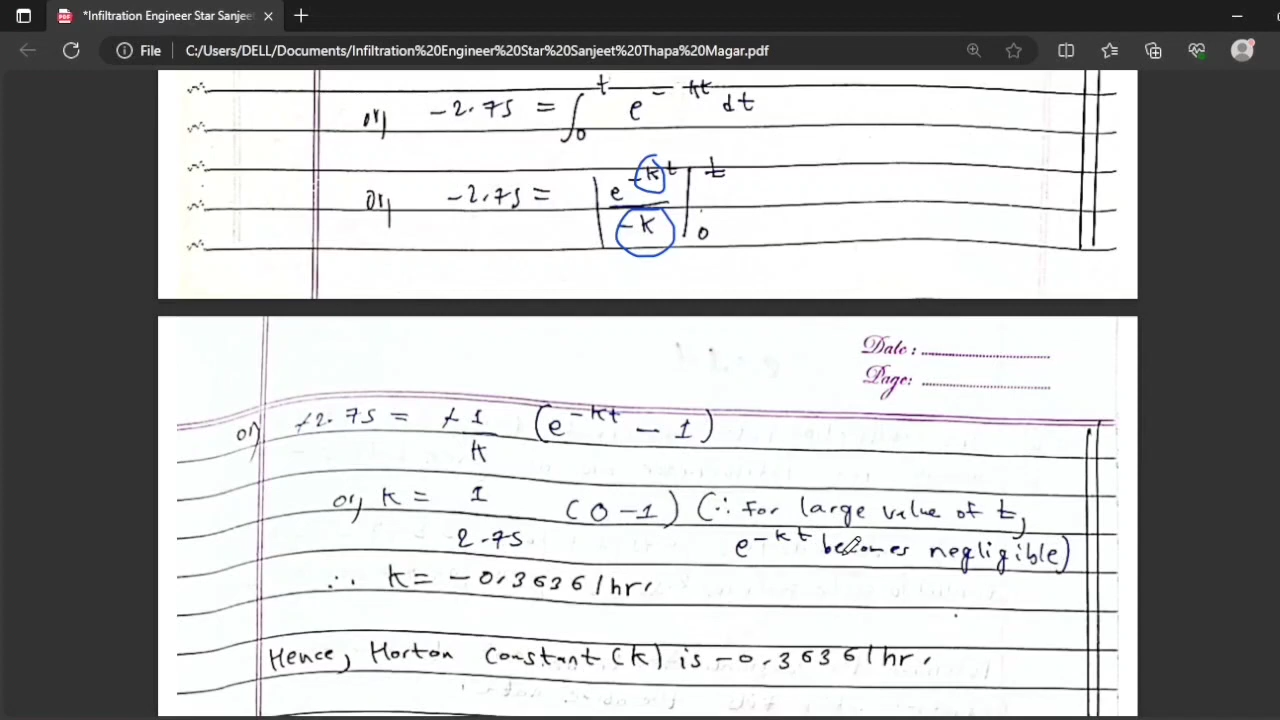 *Infiltration Engineer Star Sanjee
File
C:/Users/DELL/Documents/Infiltration%20Engineer%20Star%20Sanjeet%20Thapa%20Magar.pdf
or, -2.75 = ∫₀ᵗ e^-kt dt
or, -2.75 = | e^-kt / -k |₀ᵗ
Date : ..............
Page: ..............
or, -2.75 = -1/k (e^-kt - 1)
or, k = 1/2.75 (0-1) (∵ For large value of t,
e^-kt becomes negligible)
∴ k = -0.3636/hr.
Hence, Horton Constant (k) is -0.3636/hr.